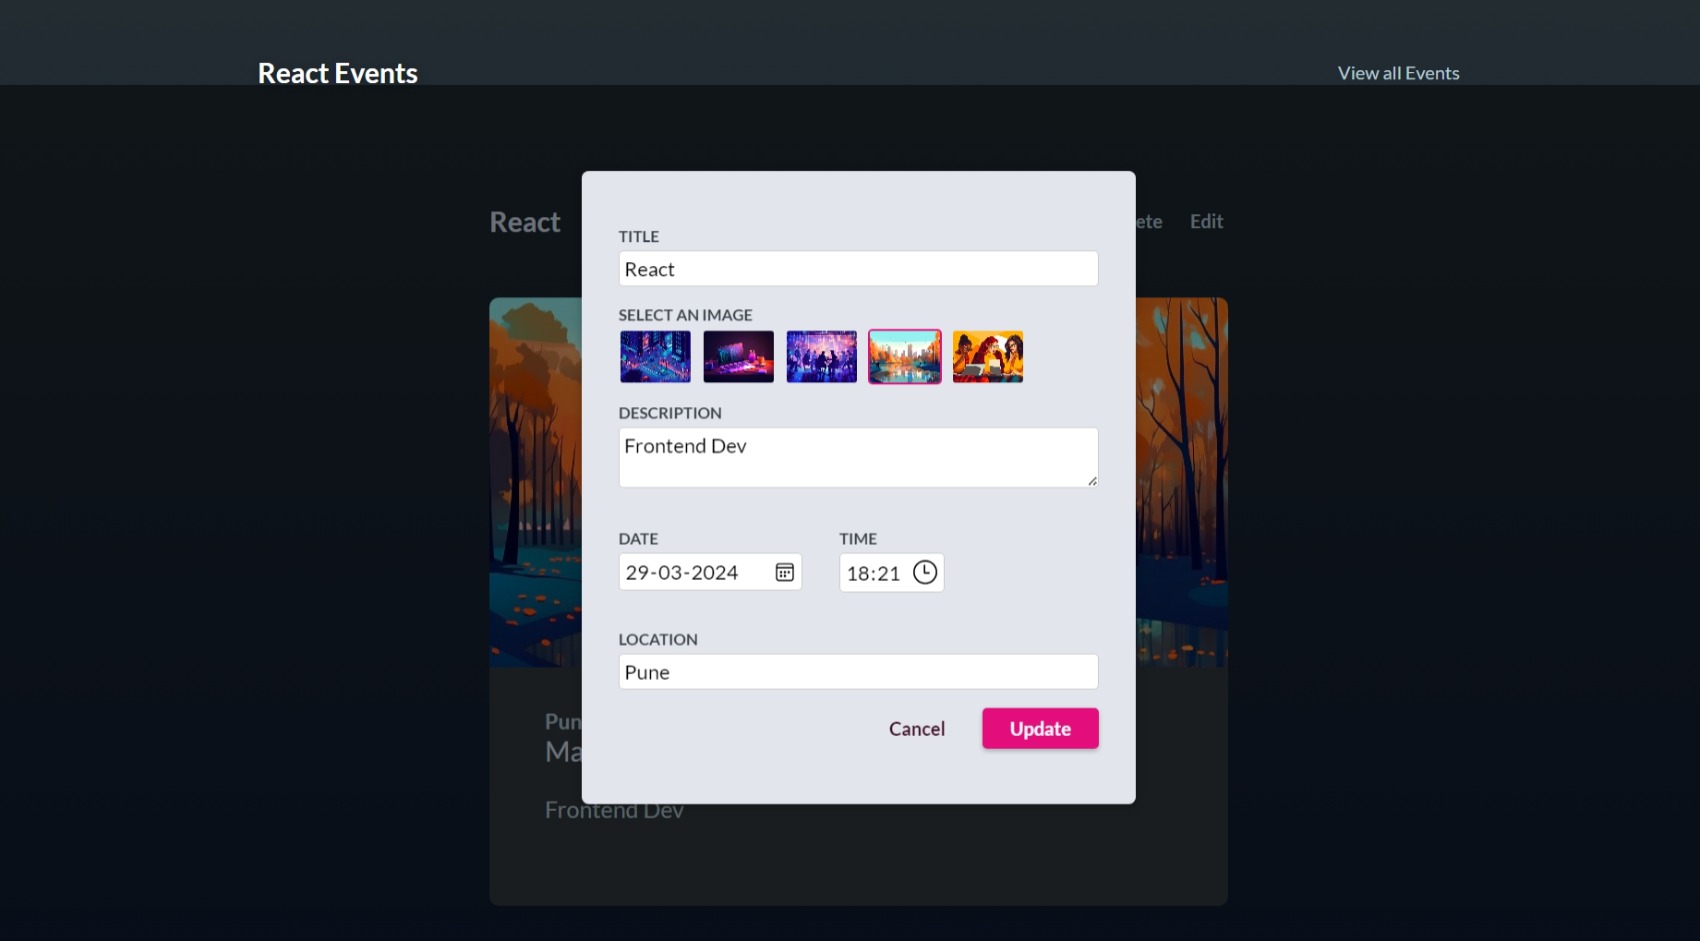 React Events
View all Events
React
ete
Edit
TITLE
React
SELECT AN IMAGE
DESCRIPTION
Frontend Dev
DATE
TIME
29-03-2024
18:21
LOCATION
Pune
Cancel
Update
Pun
Ma
Frontend Dev